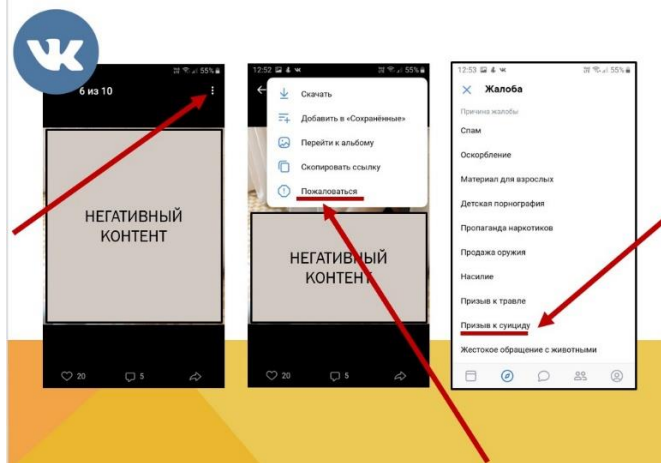 55%
6 из 10
НЕГАТИВНЫЙ
КОНТЕНТ
20
5
12:52
55%
Скачать
Добавить в «Сохранённые»
Перейти к альбому
Скопировать ссылку
Пожаловаться
НЕГАТИВНЫЙ
КОНТЕНТ
20
5
12:53
55%
Жалоба
Причина жалобы
Спам
Оскорбление
Материал для взрослых
Детская порнография
Пропаганда наркотиков
Продажа оружия
Насилие
Призыв к травле
Призыв к суициду
Жестокое обращение с животными